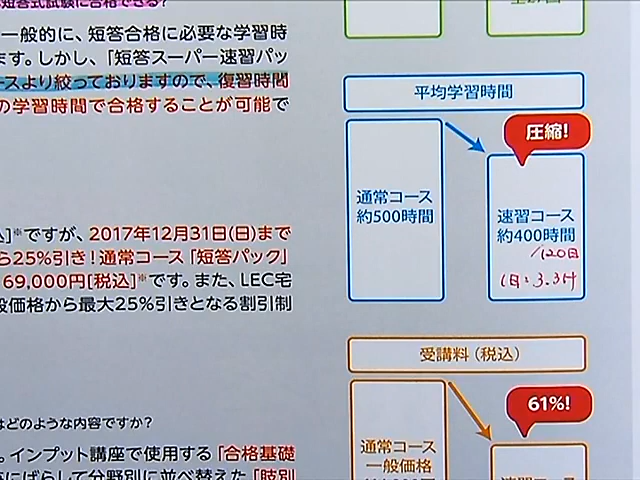 短答式試験に合格できる?
一般的に、短答合格に必要な学習時
ます。しかし、「短答スーパー速習パッ
ースより絞っておりますので、復習時間
の学習時間で合格することが可能で
込]※ですが、2017年12月31日(日)まで
ら25%引き!通常コース「短答パック」
69,000円[税込]※です。また、LEC宅
般価格から最大25%引きとなる割引制
はどのような内容ですか?
。インプット講座で使用する「合格基礎
にばらして分野別に並べ替えた「肢別
平均学習時間
圧縮!
通常コース
約500時間
速習コース
約400時間
/120日
1日:3.3H
受講料(税込)
61%!
通常コース
一般価格
速習コース